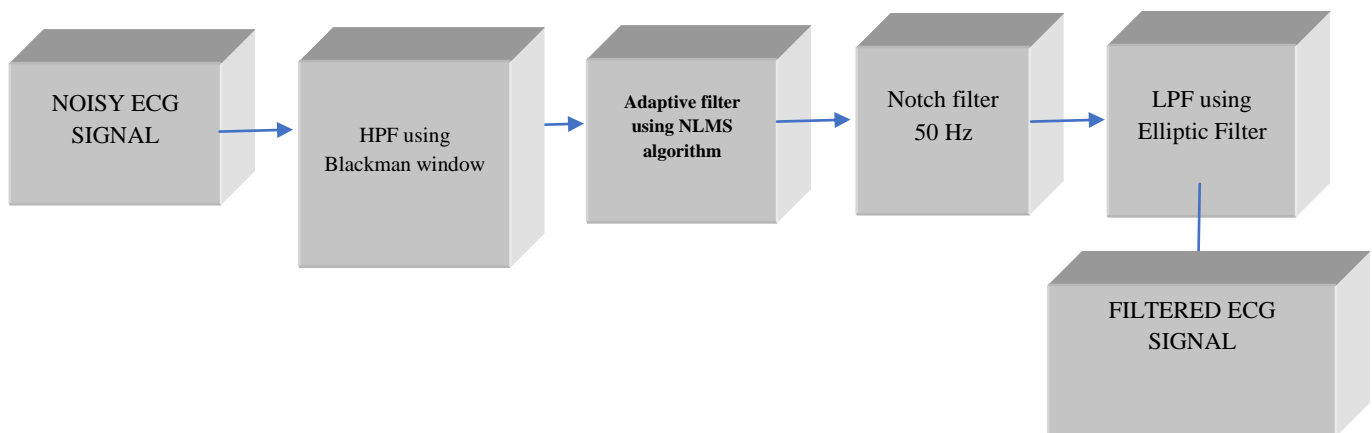 NOISY ECG
SIGNAL
HPF using
Blackman window
Adaptive filter
using NLMS
algorithm
Notch filter
50 Hz
LPF using
Elliptic Filter
FILTERED ECG
SIGNAL